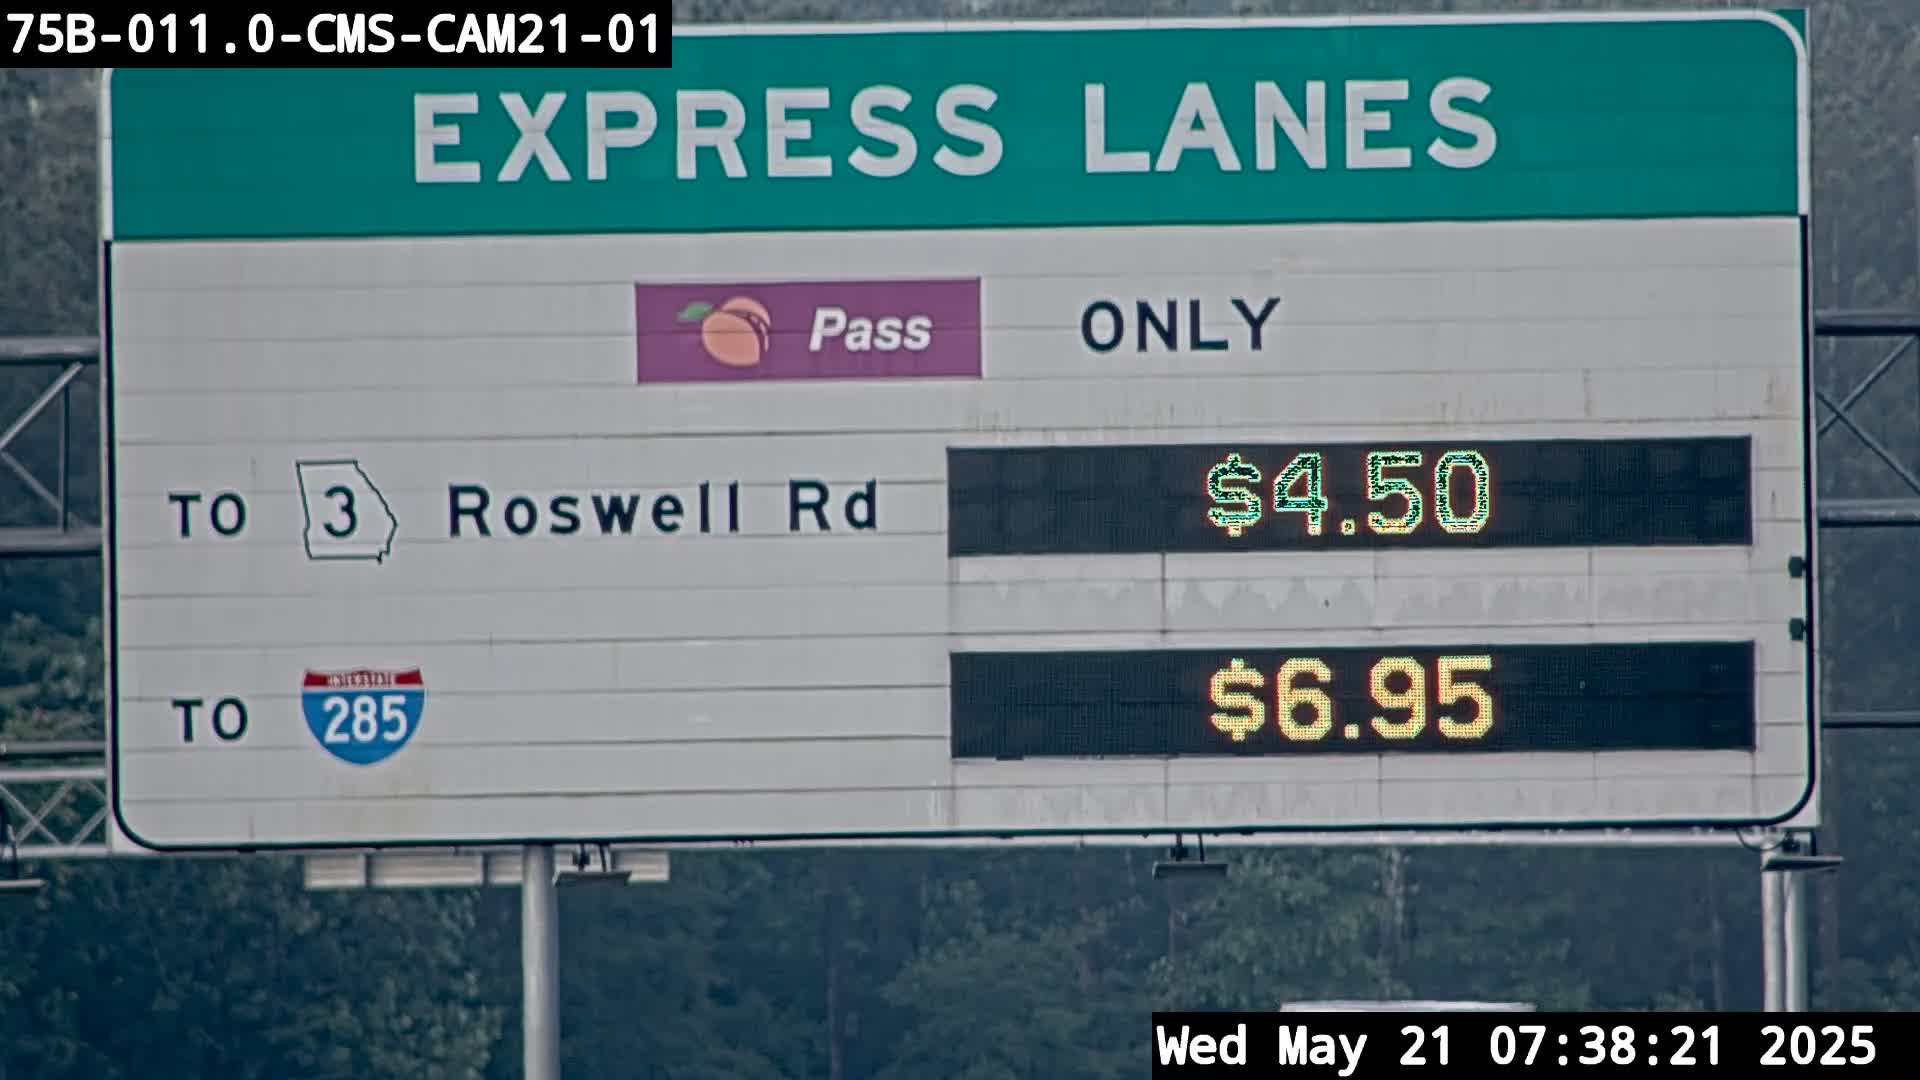 75B-011.0-CMS-CAM21-01
EXPRESS LANES
Pass ONLY
TO 3 Roswell Rd $4.50
INTERSTATE
TO 285 $6.95
Wed May 21 07:38:21 2025